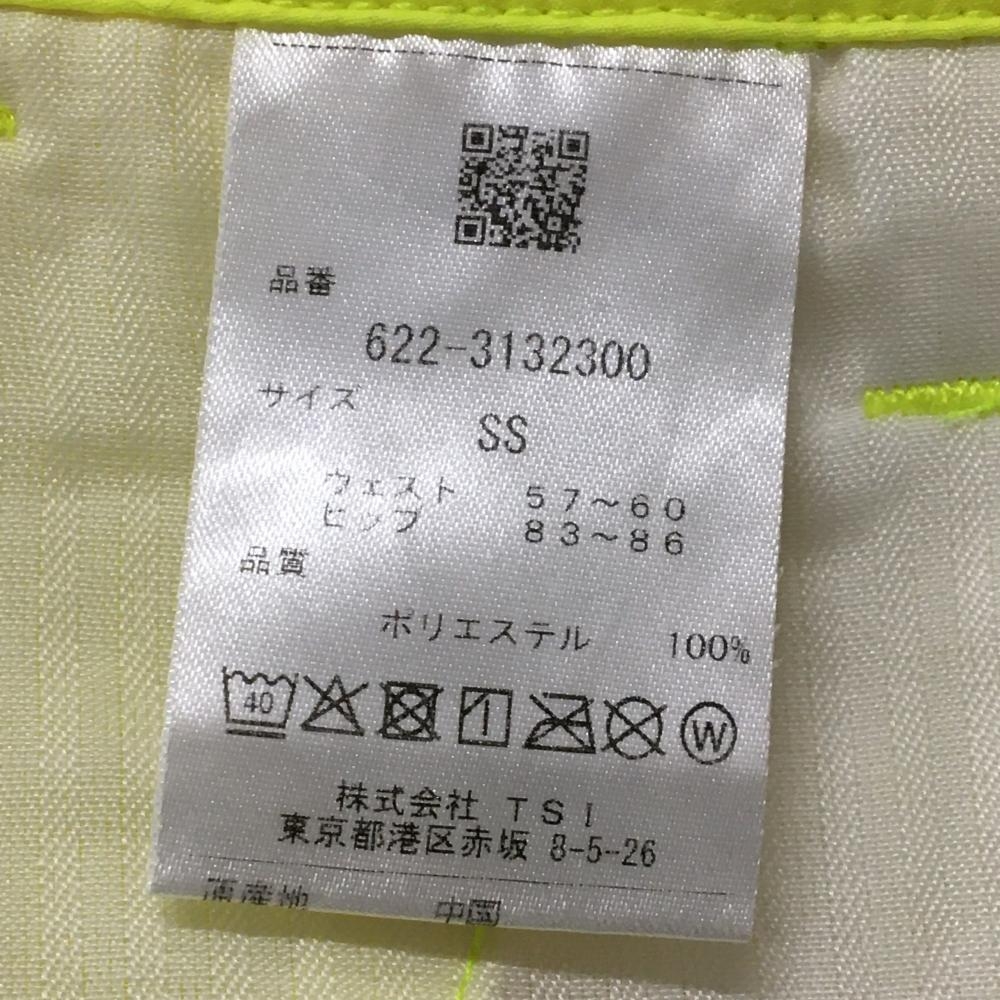 品番
622-3132300
サイズ
SS
ウェスト 57～60
ヒップ 83～86
品質
ポリエステル 100%
40
W
株式会社 TSI
東京都港区赤坂 8-5-26
原産地 中国